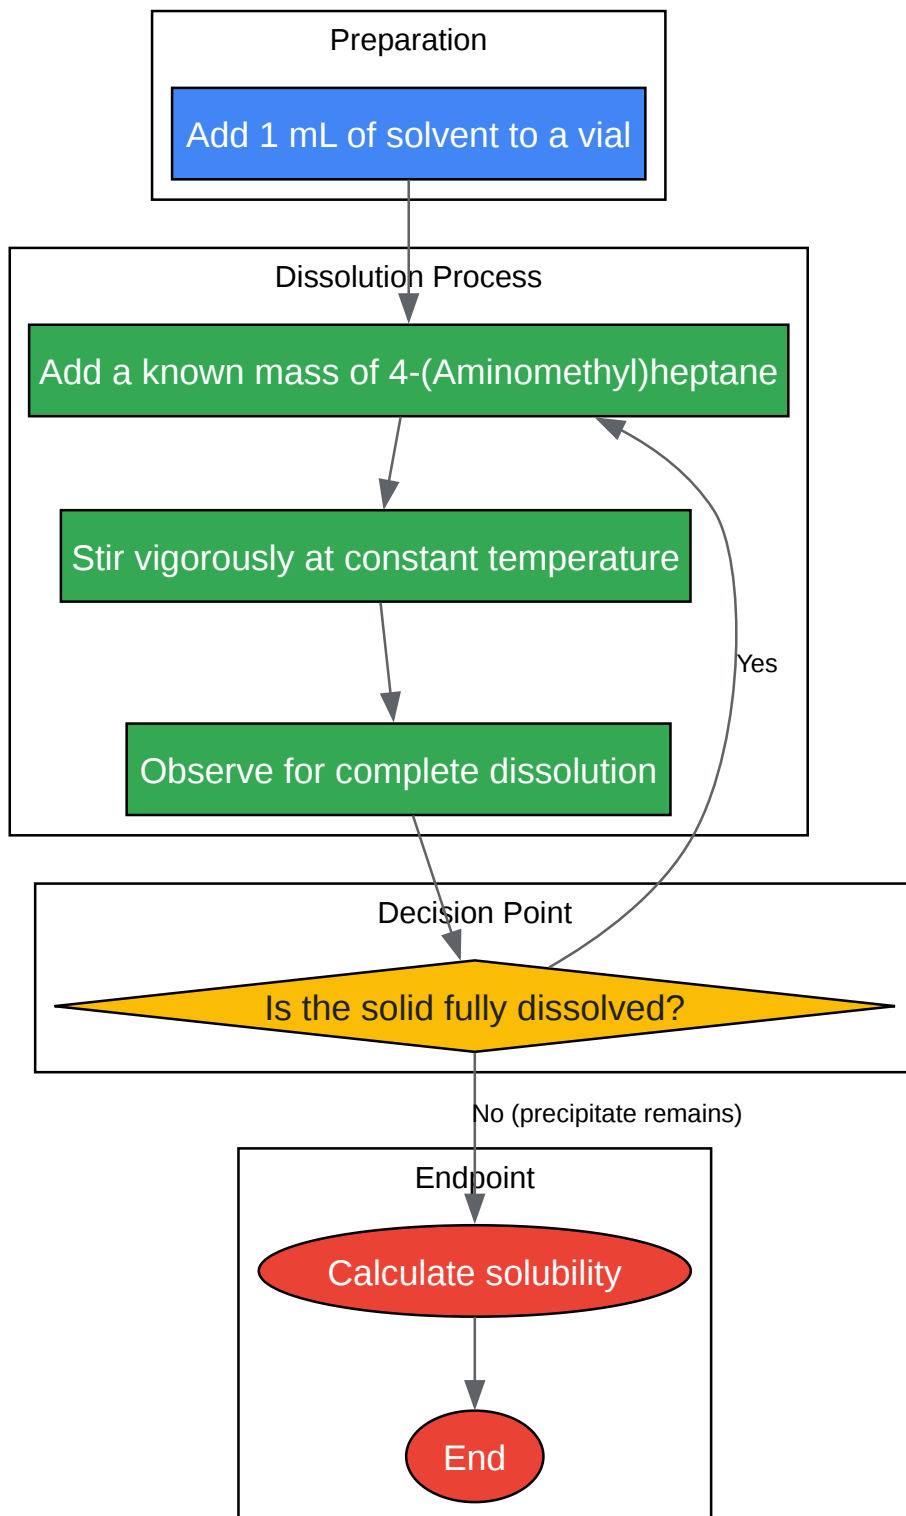 Preparation
Add 1 mL of solvent to a vial
Dissolution Process
Add a known mass of 4-(Aminomethyl)heptane
Stir vigorously at constant temperature
Yes
Observe for complete dissolution
Decision Point
Is the solid fully dissolved?
No (precipitate remains)
Endpoint
Calculate solubility
End